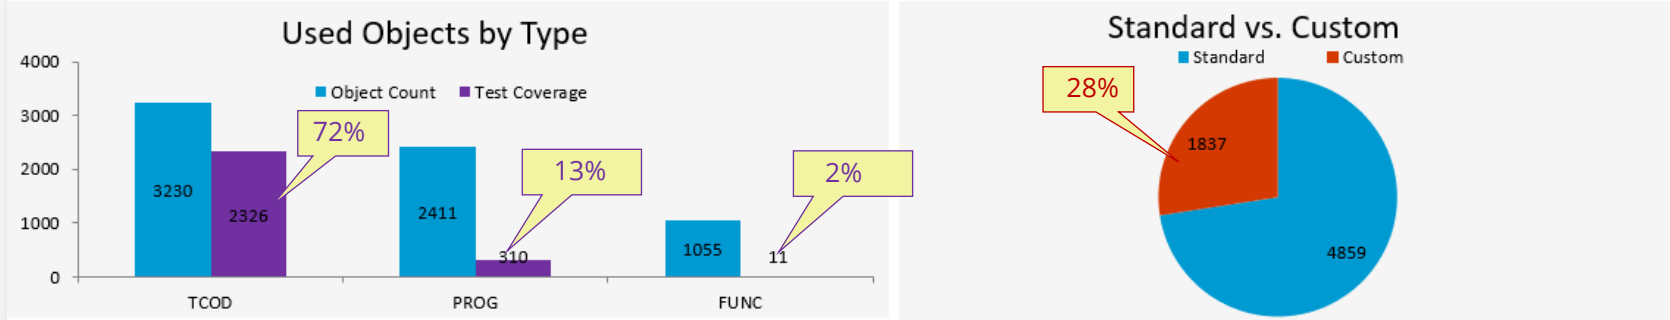 Used Objects by Type
4000
3000
2000
1000
0
Object Count
Test Coverage
72%
13%
2%
3230
2326
2411
310
1055
11
TCOD
PROG
FUNC
Standard vs. Custom
Standard
Custom
28%
1837
4859